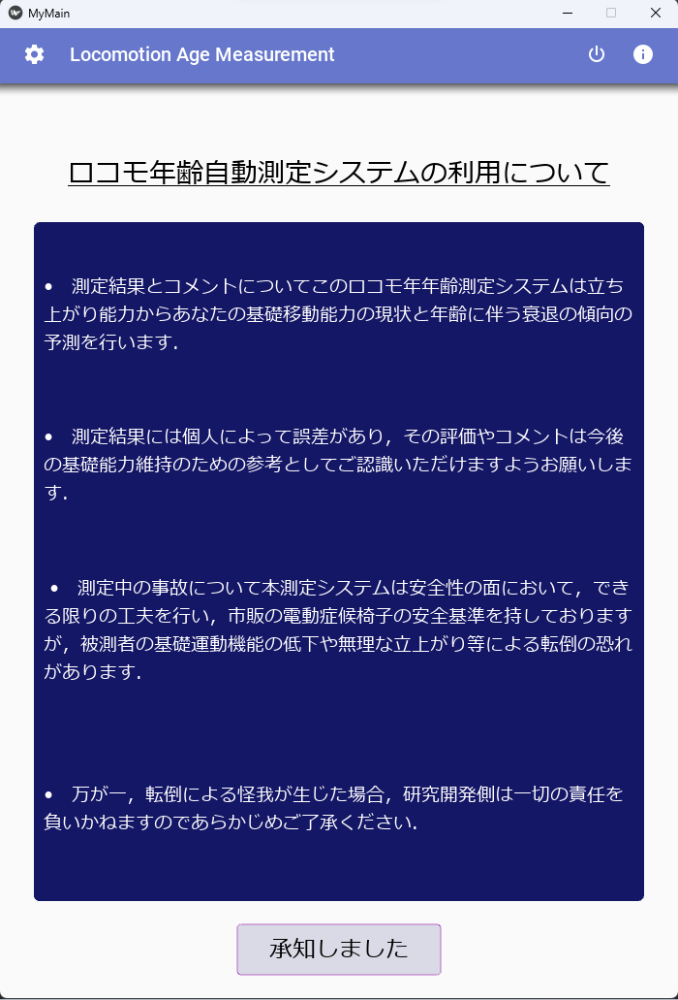 MyMain
Locomotion Age Measurement
ロコモ年齢自動測定システムの利用について
• 測定結果とコメントについてこのロコモ年年齢測定システムは立ち
上がり能力からあなたの基礎移動能力の現状と年齢に伴う衰退の傾向の
予測を行います.
• 測定結果には個人によって誤差があり，その評価やコメントは今後
の基礎能力維持のための参考としてご認識いただけますようお願いしま
す.
• 測定中の事故について本測定システムは安全性の面において，でき
る限りの工夫を行い，市販の電動症候椅子の安全基準を持しております
が，被測者の基礎運動機能の低下や無理な立上がり等による転倒の恐れ
があります.
• 万が一，転倒による怪我が生じた場合，研究開発側は一切の責任を
負いかねますのであらかじめご了承ください.
承知しました